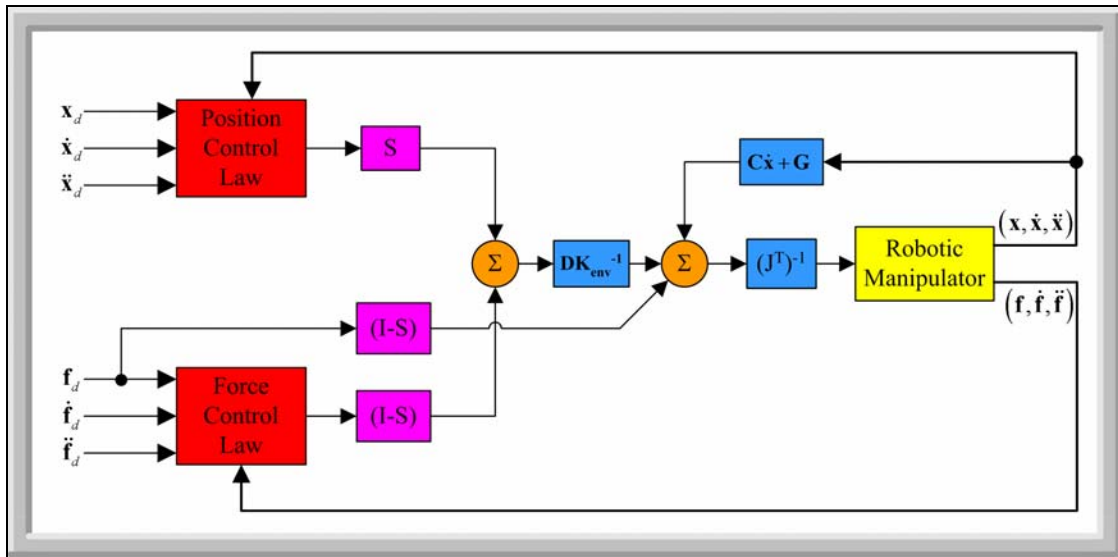 x_d
ẋ_d
ẍ_d
Position
Control
Law
S
Cẋ + G
(x, ẋ, ẍ)
Σ
DK_env^-1
Σ
(J^T)^-1
Robotic
Manipulator
(f, ḟ, f̈)
(I-S)
f_d
ḟ_d
f̈_d
Force
Control
Law
(I-S)